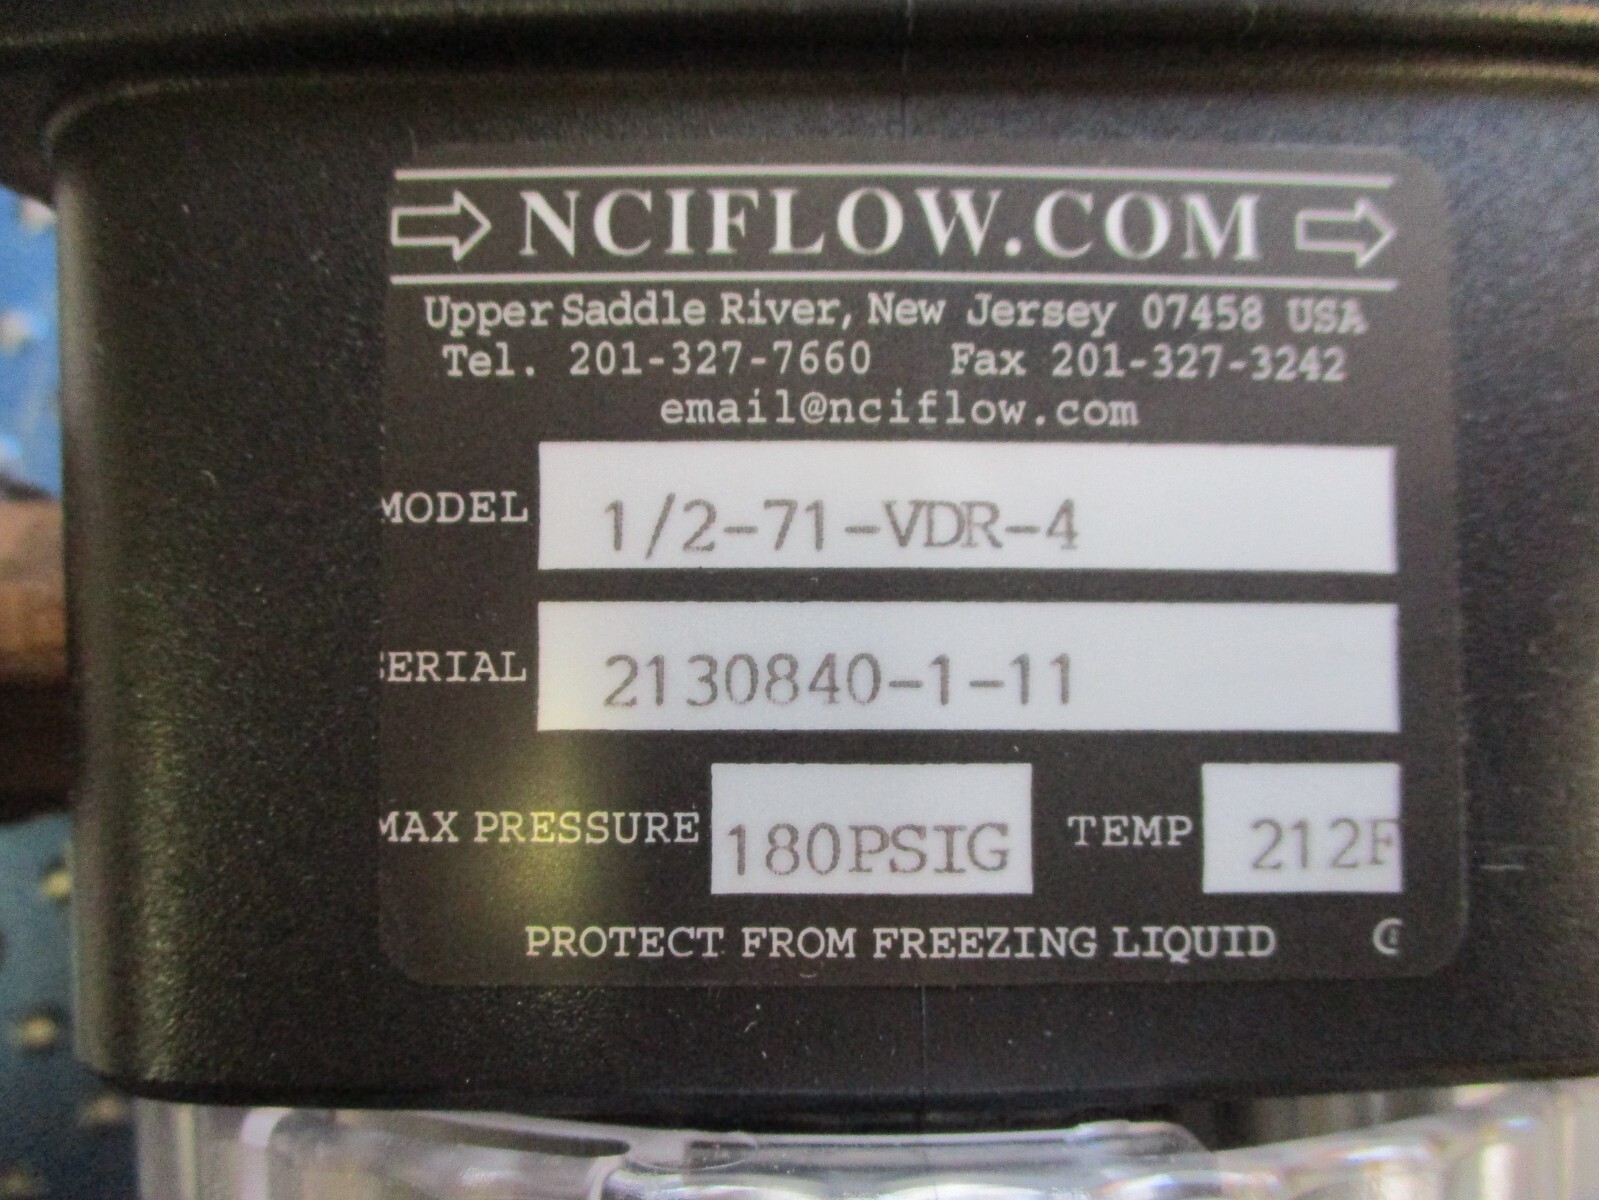 NCIFLOW.COM
Upper Saddle River, New Jersey 07458 USA
Tel. 201-327-7660 Fax 201-327-3242
email@nciflow.com
MODEL 1/2-71-VDR-4
SERIAL 2130840-1-11
MAX PRESSURE 180PSIG TEMP 212F
PROTECT FROM FREEZING LIQUID